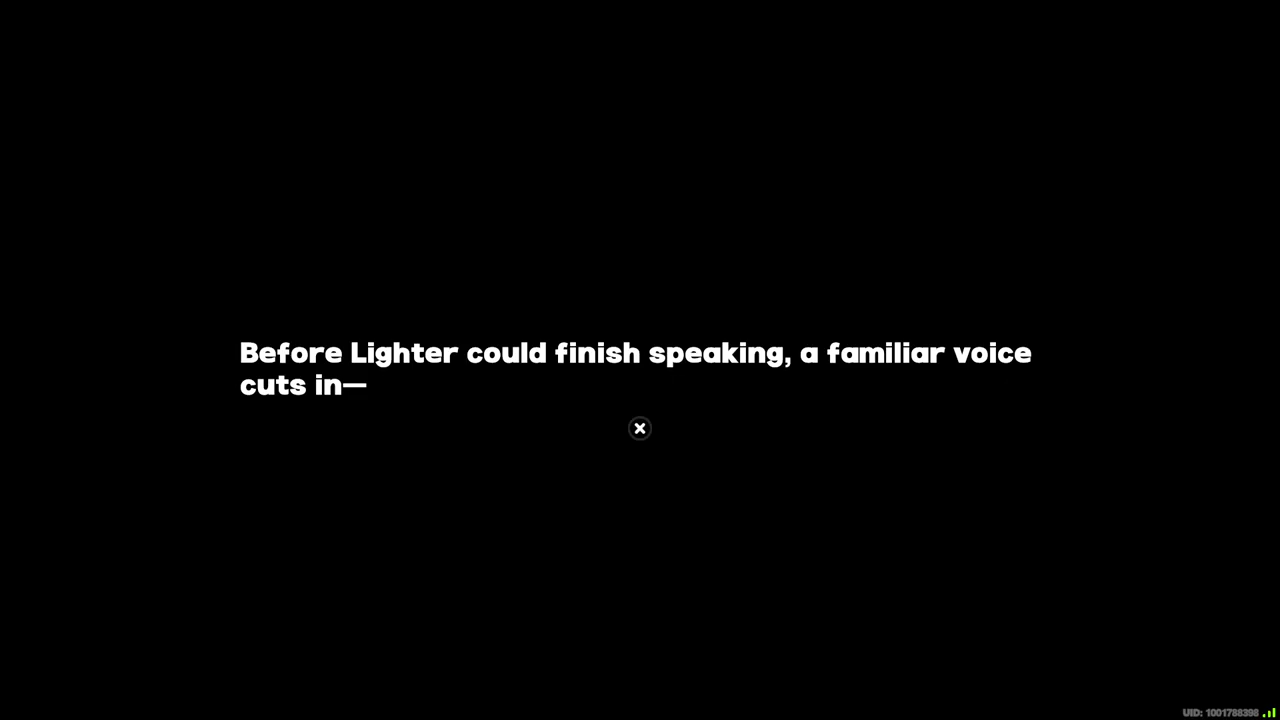 Before Lighter could finish speaking, a familiar voice
cuts in—
UID: 1001788398